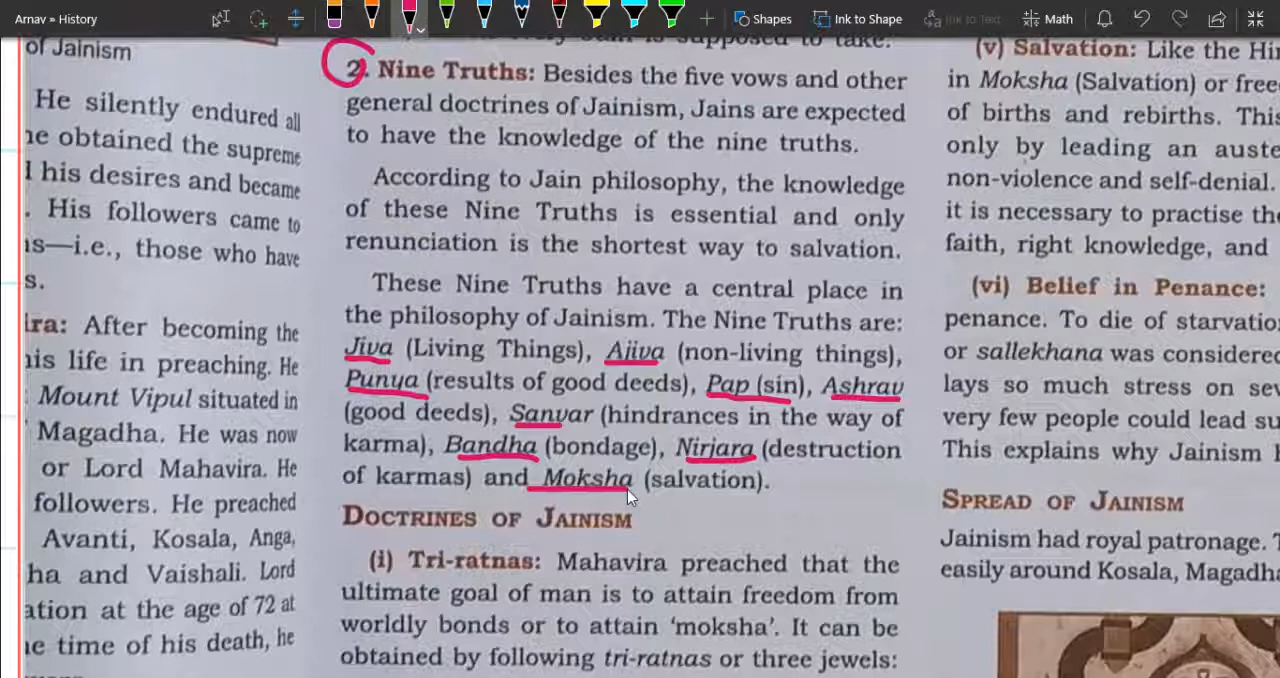 Arnav » History
Shapes
Ink to Shape
Ink to Text
Math
of Jainism
He silently endured all
he obtained the supreme
his desires and became
. His followers came to
ns—i.e., those who have
s.
ira: After becoming the
his life in preaching. He
Mount Vipul situated in
Magadha. He was now
or Lord Mahavira. He
followers. He preached
Avanti, Kosala, Anga,
ha and Vaishali. Lord
ation at the age of 72 at
e time of his death, he
is supposed to take.
2. Nine Truths: Besides the five vows and other
general doctrines of Jainism, Jains are expected
to have the knowledge of the nine truths.
According to Jain philosophy, the knowledge
of these Nine Truths is essential and only
renunciation is the shortest way to salvation.
These Nine Truths have a central place in
the philosophy of Jainism. The Nine Truths are:
Jiva (Living Things), Ajiva (non-living things),
Punya (results of good deeds), Pap (sin), Ashrav
(good deeds), Sanvar (hindrances in the way of
karma), Bandha (bondage), Nirjara (destruction
of karmas) and Moksha (salvation).
DOCTRINES OF JAINISM
(i) Tri-ratnas: Mahavira preached that the
ultimate goal of man is to attain freedom from
worldly bonds or to attain ‘moksha’. It can be
obtained by following tri-ratnas or three jewels:
(v) Salvation: Like the Hi
in Moksha (Salvation) or free
of births and rebirths. This
only by leading an auste
non-violence and self-denial.
it is necessary to practise th
faith, right knowledge, and
(vi) Belief in Penance:
penance. To die of starvatio
or sallekhana was considered
lays so much stress on sev
very few people could lead su
This explains why Jainism
SPREAD OF JAINISM
Jainism had royal patronage.
easily around Kosala, Magadha